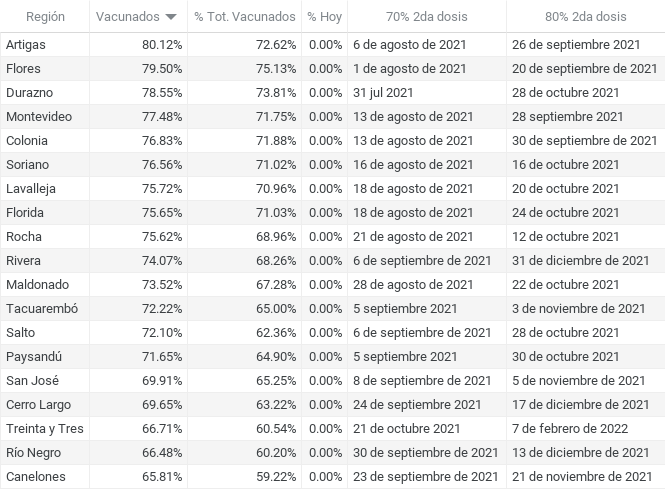 Región Vacunados % Tot. Vacunados % Hoy 70% 2da dosis 80% 2da dosis
Artigas 80.12% 72.62% 0.00% 6 de agosto de 2021 26 de septiembre 2021
Flores 79.50% 75.13% 0.00% 1 de agosto de 2021 20 de septiembre de 2021
Durazno 78.55% 73.81% 0.00% 31 jul 2021 28 de octubre 2021
Montevideo 77.48% 71.75% 0.00% 13 de agosto de 2021 28 septiembre 2021
Colonia 76.83% 71.88% 0.00% 13 de agosto de 2021 30 de septiembre de 2021
Soriano 76.56% 71.02% 0.00% 16 de agosto de 2021 16 de octubre 2021
Lavalleja 75.72% 70.96% 0.00% 18 de agosto de 2021 20 de octubre 2021
Florida 75.65% 71.03% 0.00% 18 de agosto de 2021 24 de octubre 2021
Rocha 75.62% 68.96% 0.00% 21 de agosto de 2021 12 de octubre 2021
Rivera 74.07% 68.26% 0.00% 6 de septiembre de 2021 31 de diciembre de 2021
Maldonado 73.52% 67.28% 0.00% 28 de agosto de 2021 22 de octubre 2021
Tacuarembó 72.22% 65.00% 0.00% 5 septiembre 2021 3 de noviembre de 2021
Salto 72.10% 62.36% 0.00% 6 de septiembre de 2021 28 de octubre 2021
Paysandú 71.65% 64.90% 0.00% 5 septiembre 2021 30 de octubre 2021
San José 69.91% 65.25% 0.00% 8 de septiembre de 2021 5 de noviembre de 2021
Cerro Largo 69.65% 63.22% 0.00% 24 de septiembre 2021 17 de diciembre de 2021
Treinta y Tres 66.71% 60.54% 0.00% 21 de octubre 2021 7 de febrero de 2022
Río Negro 66.48% 60.20% 0.00% 30 de septiembre de 2021 13 de diciembre de 2021
Canelones 65.81% 59.22% 0.00% 23 de septiembre de 2021 21 de noviembre de 2021